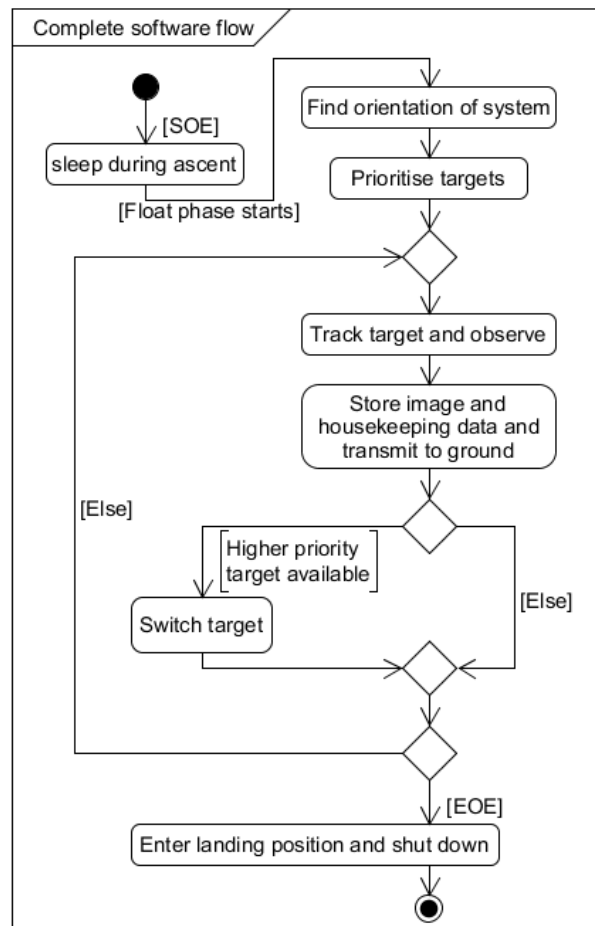 Complete software flow
[SOE]
sleep during ascent
[Float phase starts]
Find orientation of system
Prioritise targets
Track target and observe
Store image and
housekeeping data and
transmit to ground
[Else]
Higher priority
target available
[Else]
Switch target
[EOE]
Enter landing position and shut down